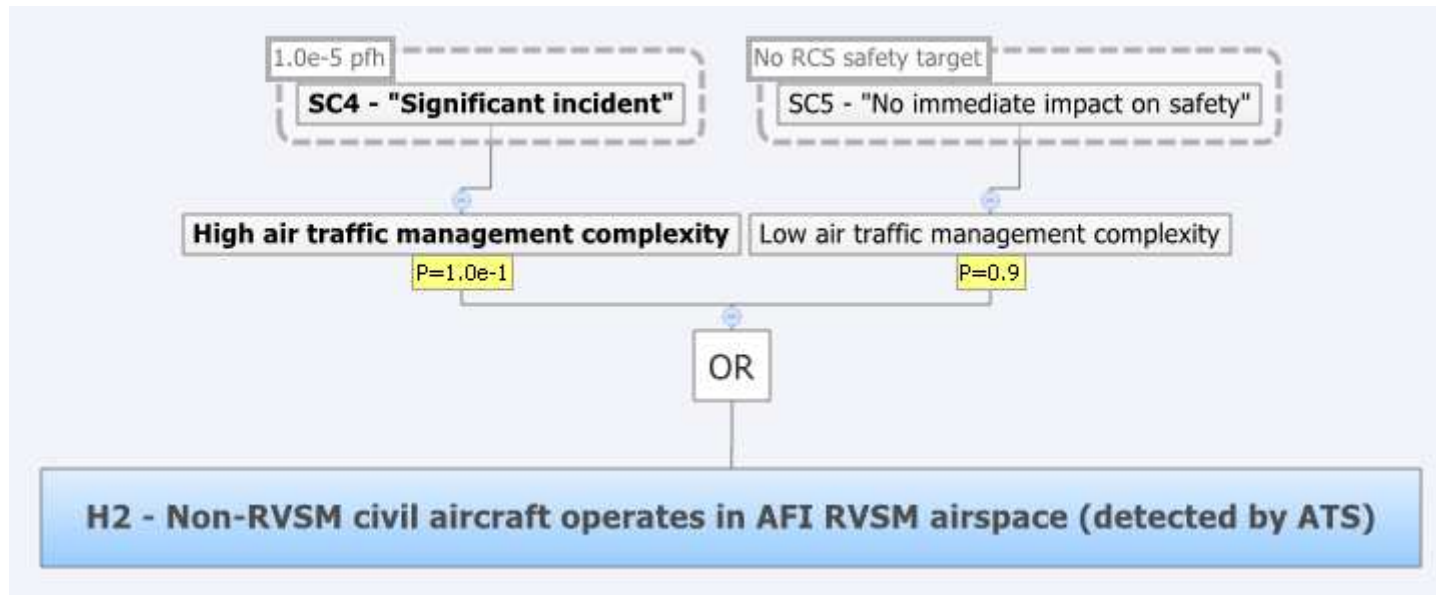 1.0e-5 pfh
No RCS safety target
SC4 - "Significant incident"
SC5 - "No immediate impact on safety"
High air traffic management complexity
Low air traffic management complexity
P=1.0e-1
P=0.9
OR
H2 - Non-RVSM civil aircraft operates in AFI RVSM airspace (detected by ATS)